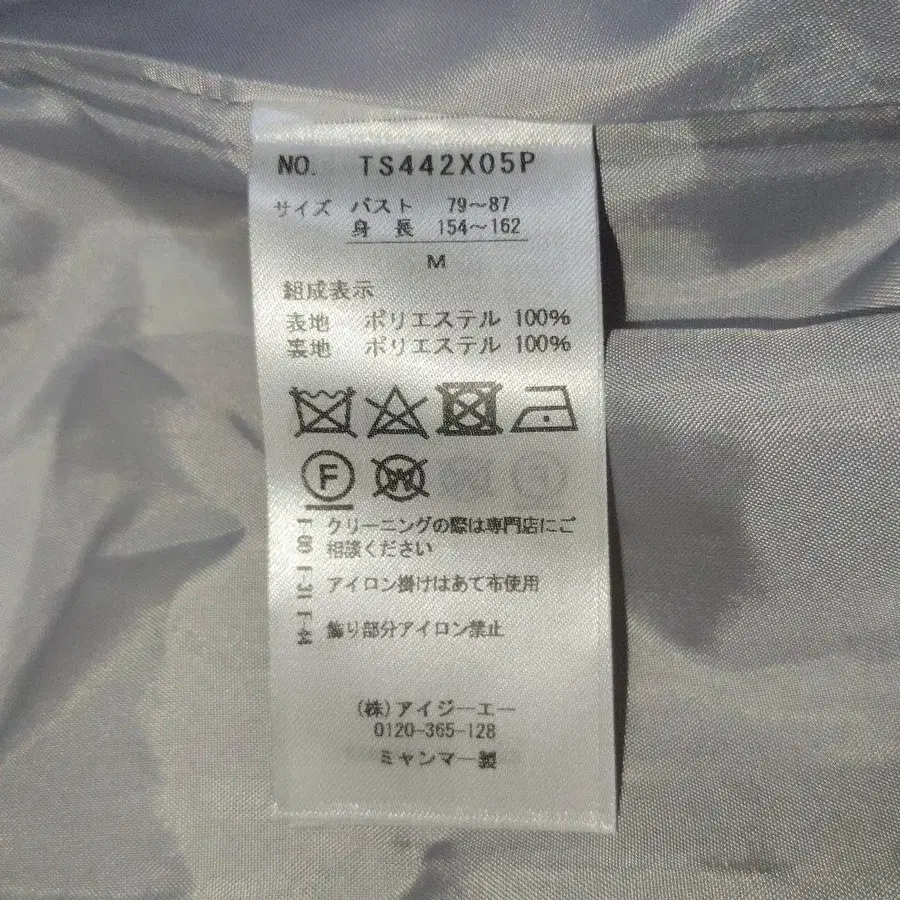 NO. TS442X05P
サイズ バスト 79～87
身長 154～162
M
組成表示
表地 ポリエステル 100%
裏地 ポリエステル 100%
F W
クリーニングの際は専門店にご
相談ください
アイロン掛けはあて布使用
飾り部分アイロン禁止
(株)アイジーエー
0120-365-128
ミャンマー製